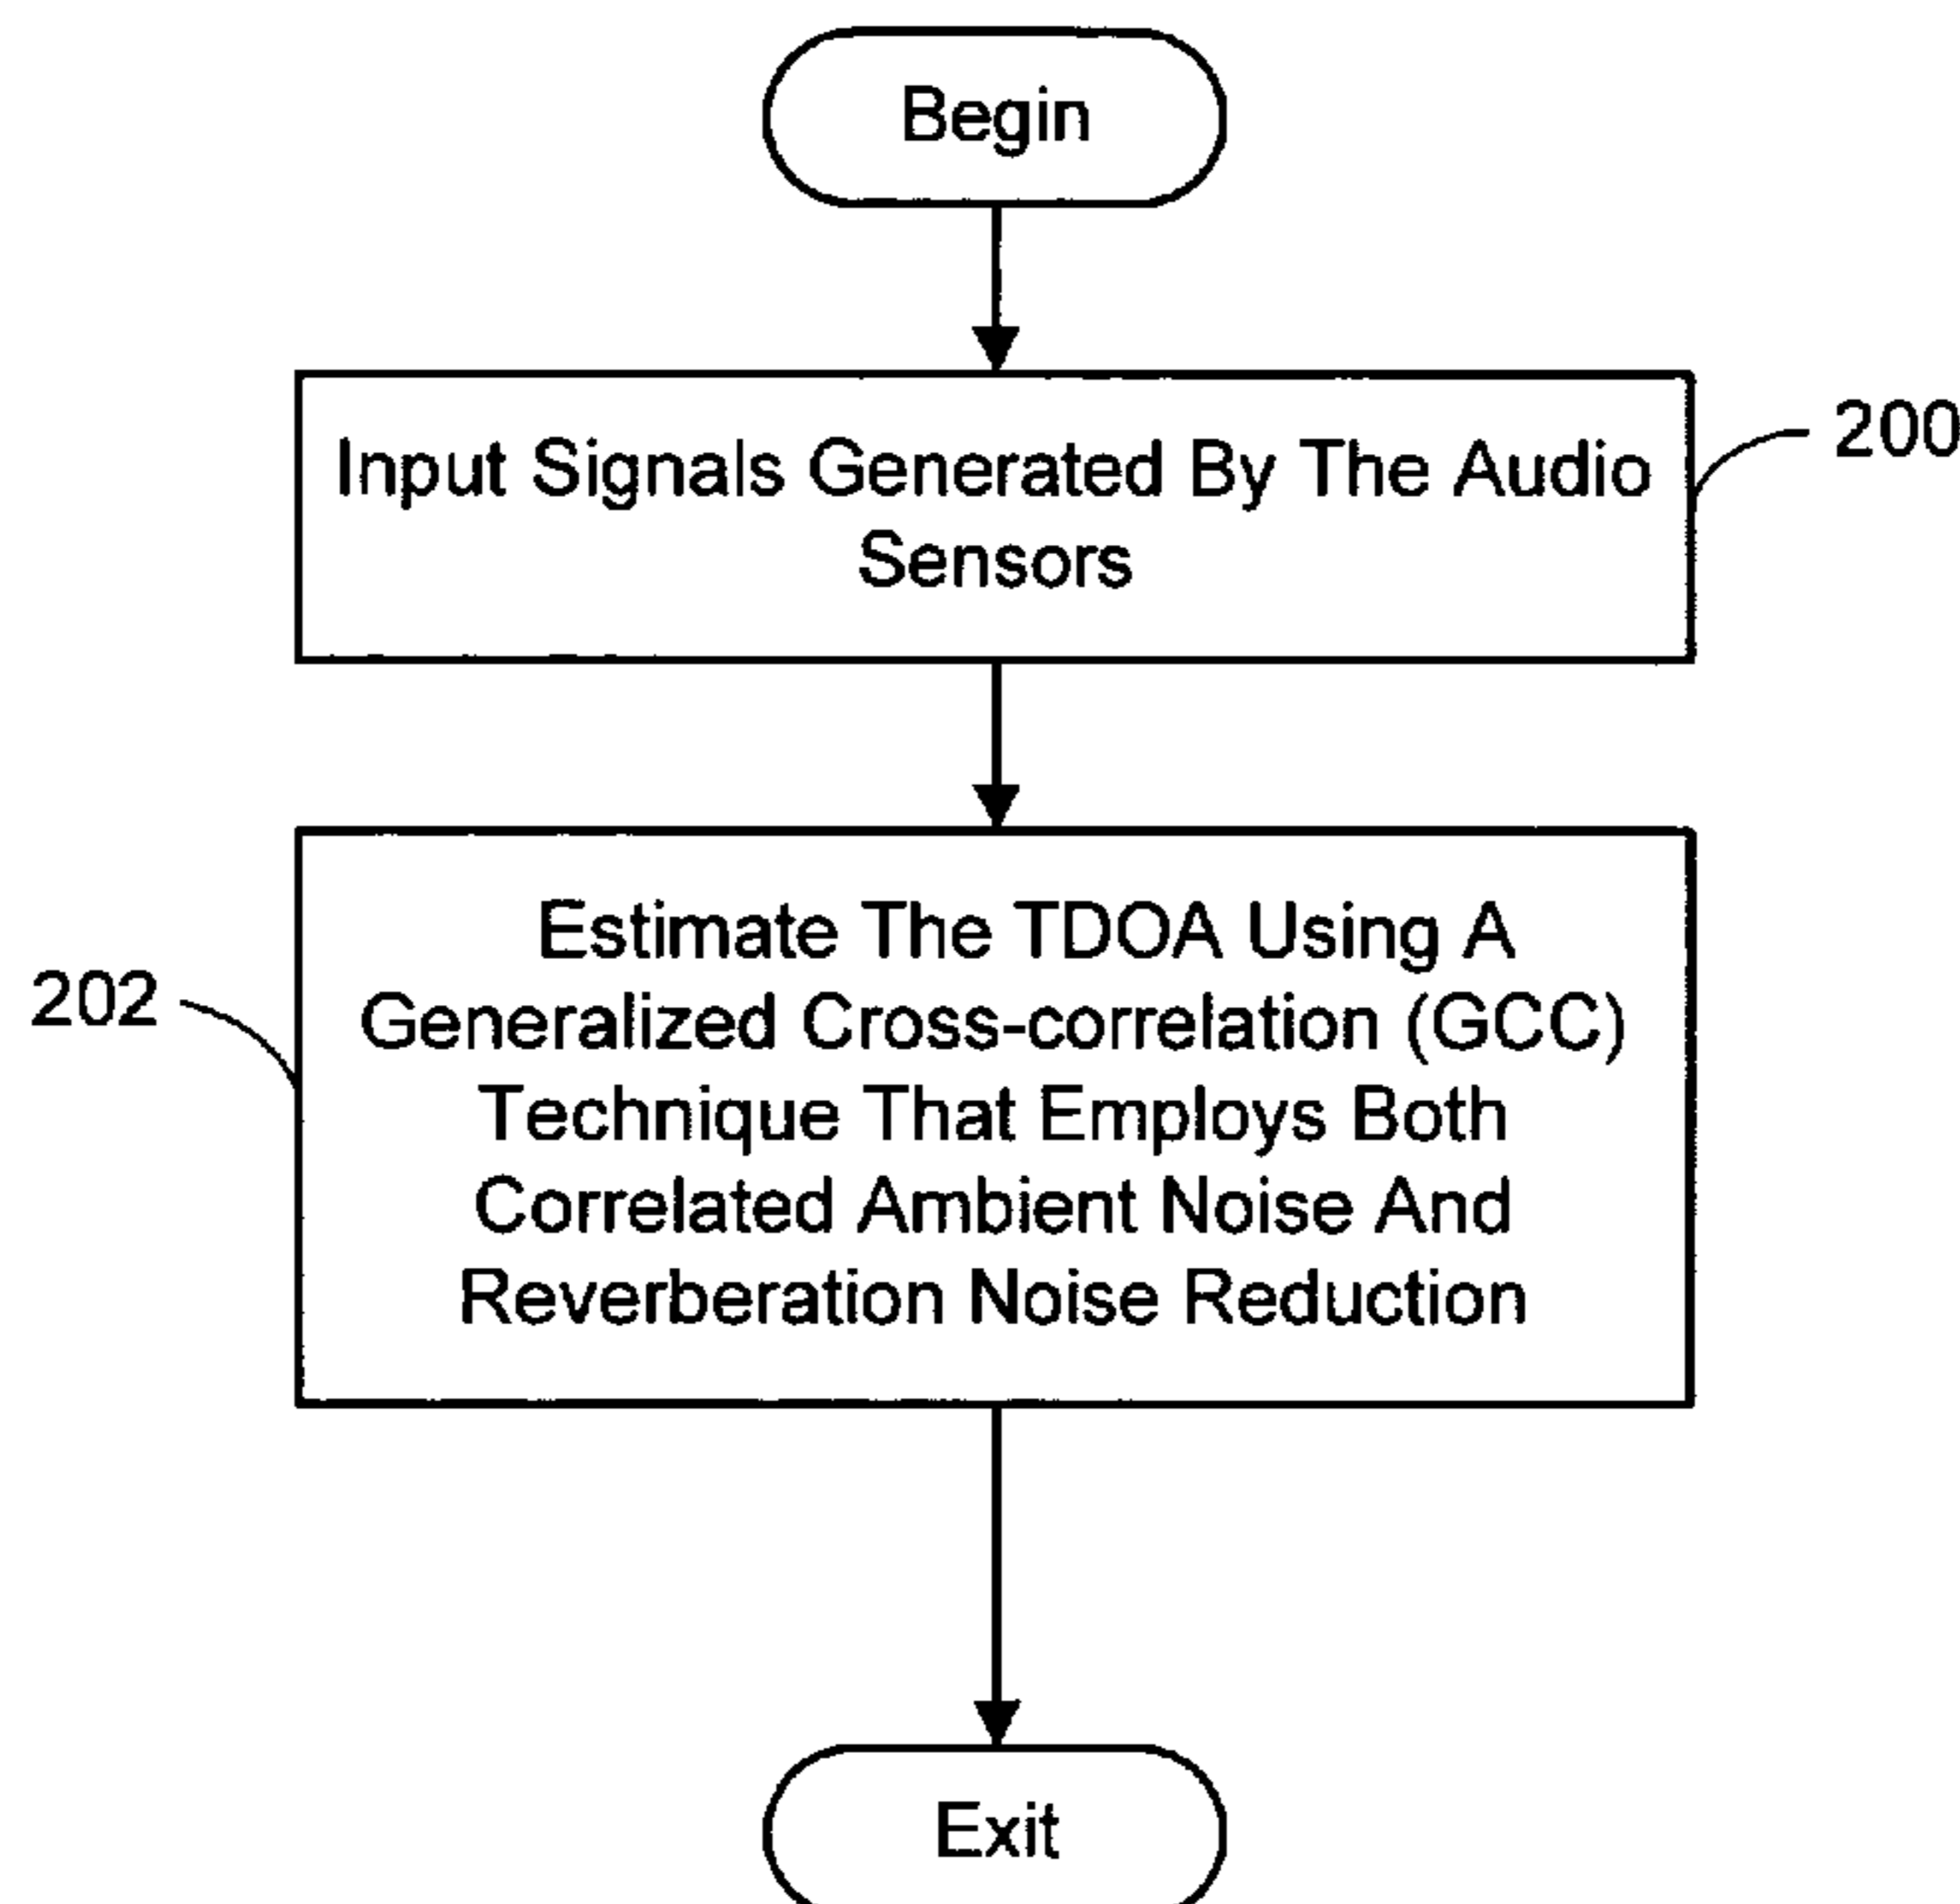 Begin
Input Signals Generated By The Audio
Sensors
200
Estimate The TDOA Using A
Generalized Cross-correlation (GCC)
Technique That Employs Both
Correlated Ambient Noise And
Reverberation Noise Reduction
202
Exit